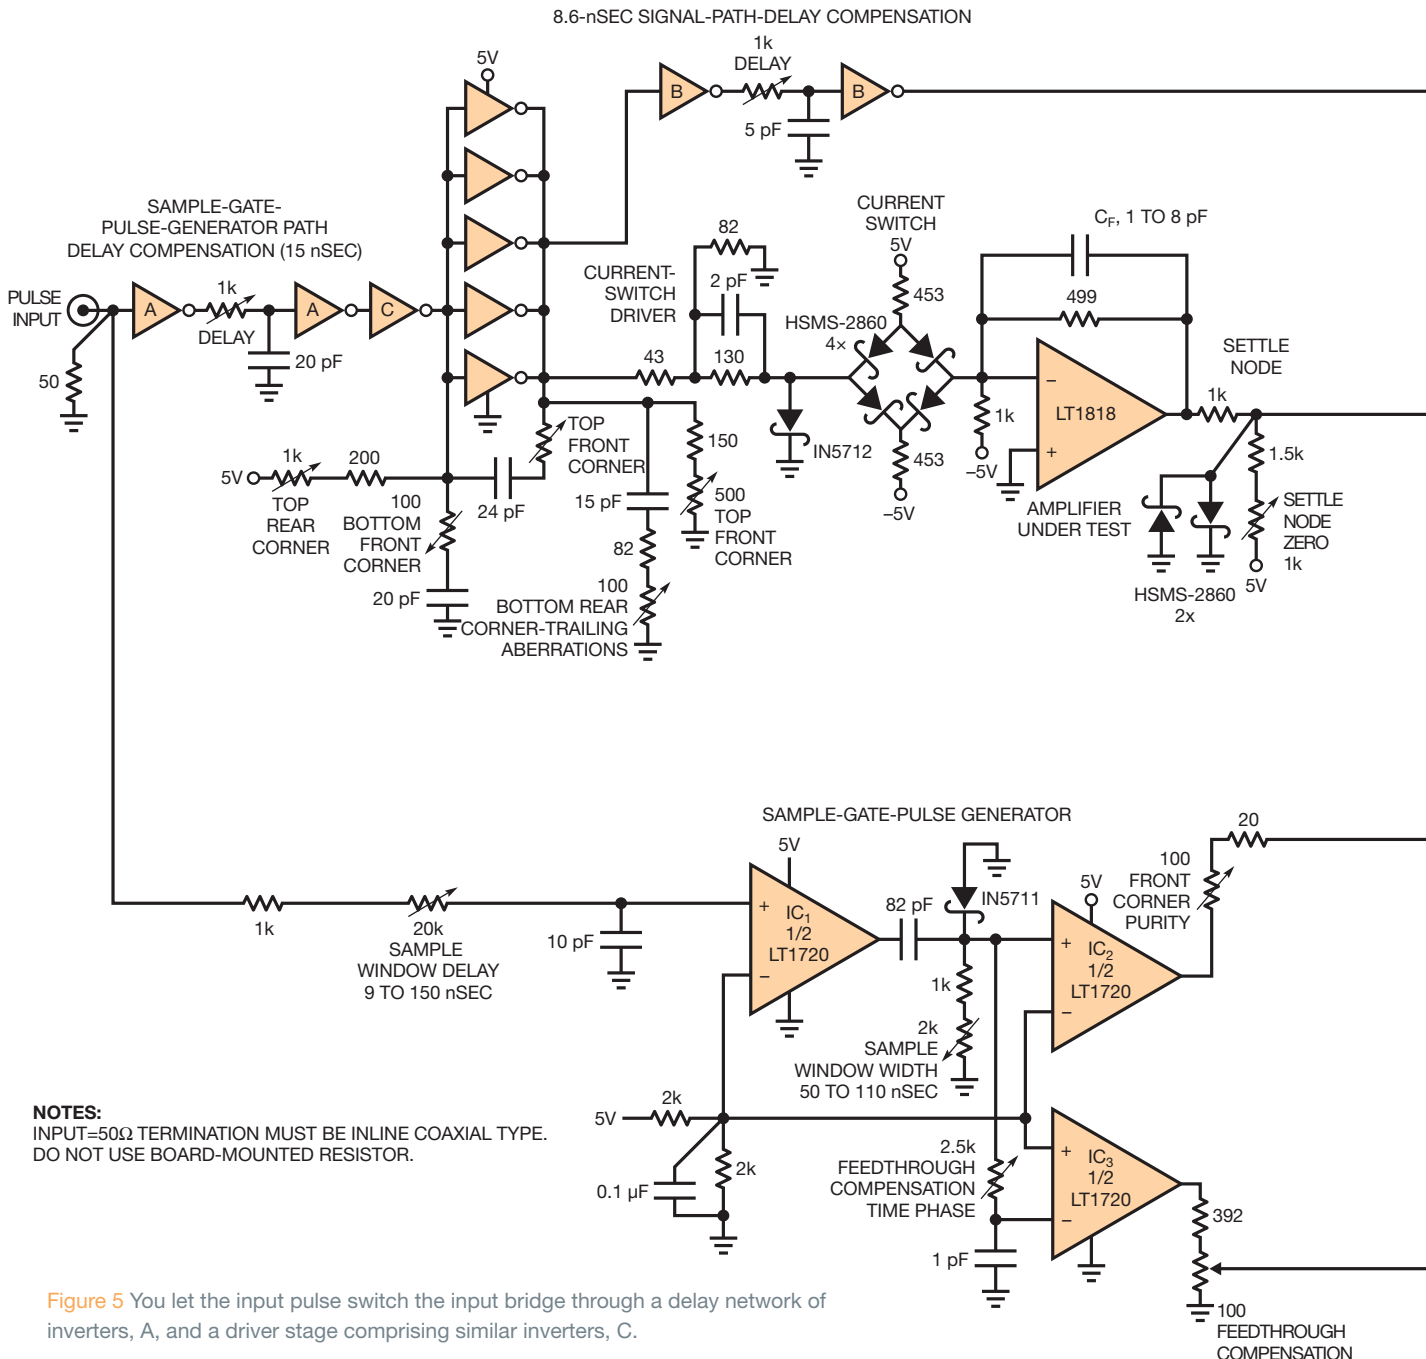 8.6-nSEC SIGNAL-PATH-DELAY COMPENSATION
1k
DELAY
5V
B
B
5 pF
SAMPLE-GATE-
PULSE-GENERATOR PATH
DELAY COMPENSATION (15 nSEC)
PULSE
INPUT
A
1k
DELAY
A
C
20 pF
50
CURRENT-
SWITCH
DRIVER
82
2 pF
43
130
IN5712
CURRENT
SWITCH
5V
453
HSMS-2860
4×
453
–5V
CF, 1 TO 8 pF
499
1k
–5V
–
LT1818
+
AMPLIFIER
UNDER TEST
SETTLE
NODE
1k
1.5k
SETTLE
NODE
ZERO
1k
5V
HSMS-2860
2x
5V
1k
200
TOP
REAR
CORNER
100
BOTTOM
FRONT
CORNER
20 pF
24 pF
TOP
FRONT
CORNER
15 pF
82
100
BOTTOM REAR
CORNER-TRAILING
ABERRATIONS
150
500
TOP
FRONT
CORNER
SAMPLE-GATE-PULSE GENERATOR
1k
20k
SAMPLE
WINDOW DELAY
9 TO 150 nSEC
10 pF
5V
+
IC1
1/2
LT1720
–
82 pF
IN5711
1k
2k
SAMPLE
WINDOW WIDTH
50 TO 110 nSEC
5V
+
IC2
1/2
LT1720
–
100
FRONT
CORNER
PURITY
20
5V
2k
2k
0.1 µF
2.5k
FEEDTHROUGH
COMPENSATION
TIME PHASE
1 pF
+
IC3
1/2
LT1720
–
392
100
FEEDTHROUGH
COMPENSATION
NOTES:
INPUT=50Ω TERMINATION MUST BE INLINE COAXIAL TYPE.
DO NOT USE BOARD-MOUNTED RESISTOR.
Figure 5 You let the input pulse switch the input bridge through a delay network of
inverters, A, and a driver stage comprising similar inverters, C.